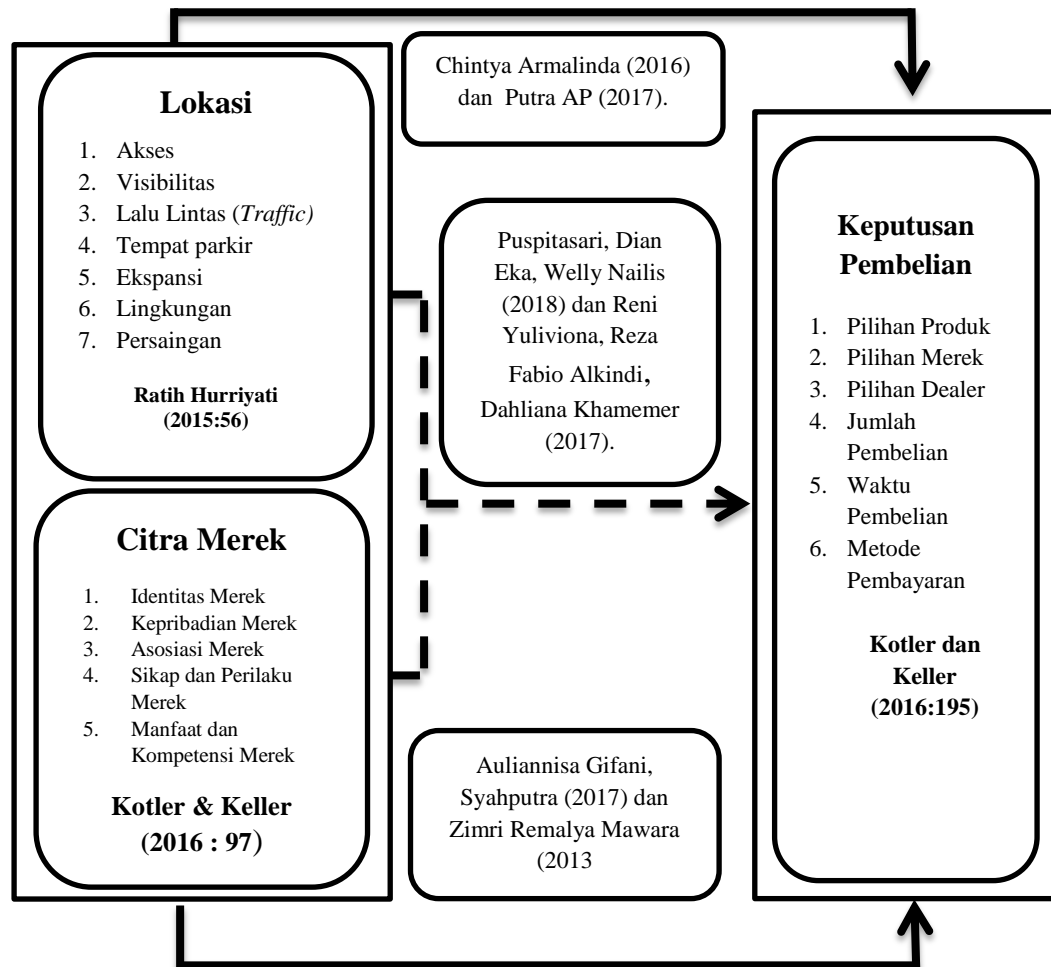 Lokasi
1. Akses
2. Visibilitas
3. Lalu Lintas (Traffic)
4. Tempat parkir
5. Ekspansi
6. Lingkungan
7. Persaingan
Ratih Hurriyati
(2015:56)
Citra Merek
1. Identitas Merek
2. Kepribadian Merek
3. Asosiasi Merek
4. Sikap dan Perilaku
Merek
5. Manfaat dan
Kompetensi Merek
Kotler & Keller
(2016 : 97)
Chintya Armalinda (2016)
dan Putra AP (2017).
Puspitasari, Dian
Eka, Welly Nailis
(2018) dan Reni
Yuliviona, Reza
Fabio Alkindi,
Dahliana Khamemer
(2017).
Auliannisa Gifani,
Syahputra (2017) dan
Zimri Remalya Mawara
(2013
Keputusan
Pembelian
1. Pilihan Produk
2. Pilihan Merek
3. Pilihan Dealer
4. Jumlah
Pembelian
5. Waktu
Pembelian
6. Metode
Pembayaran
Kotler dan
Keller
(2016:195)